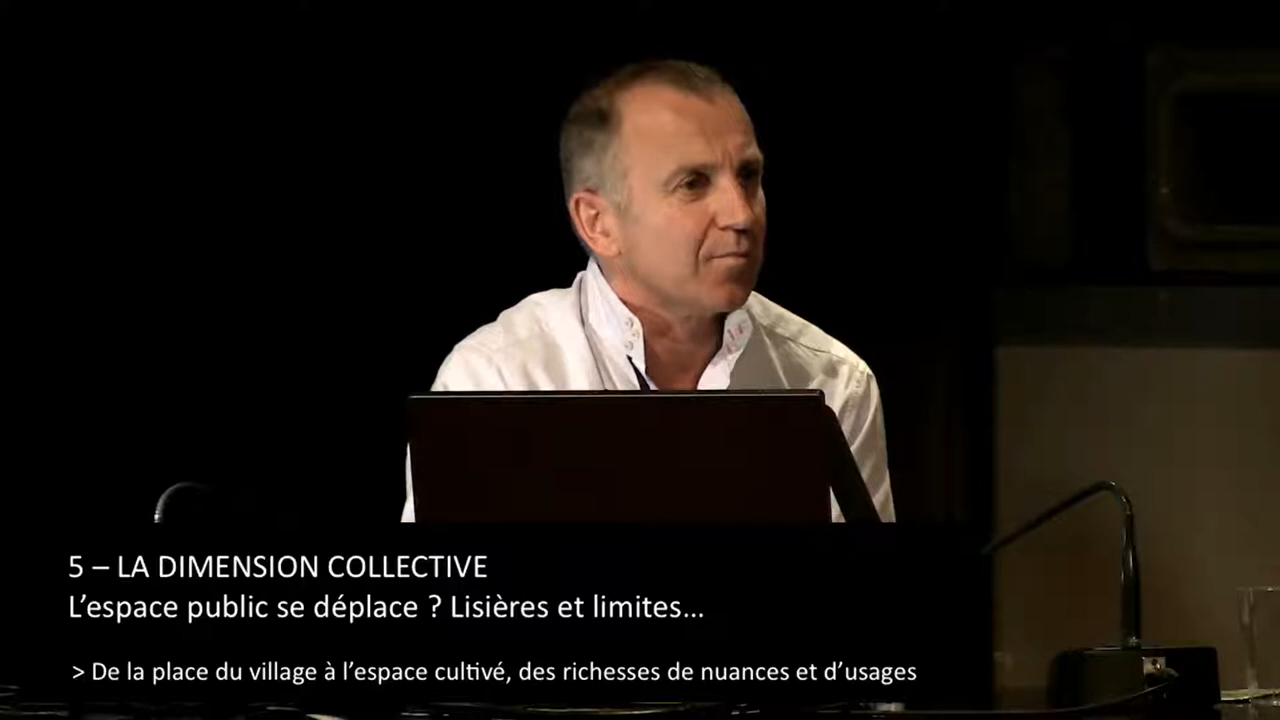 5 – LA DIMENSION COLLECTIVE
L’espace public se déplace ? Lisières et limites...
> De la place du village à l’espace cultivé, des richesses de nuances et d’usages